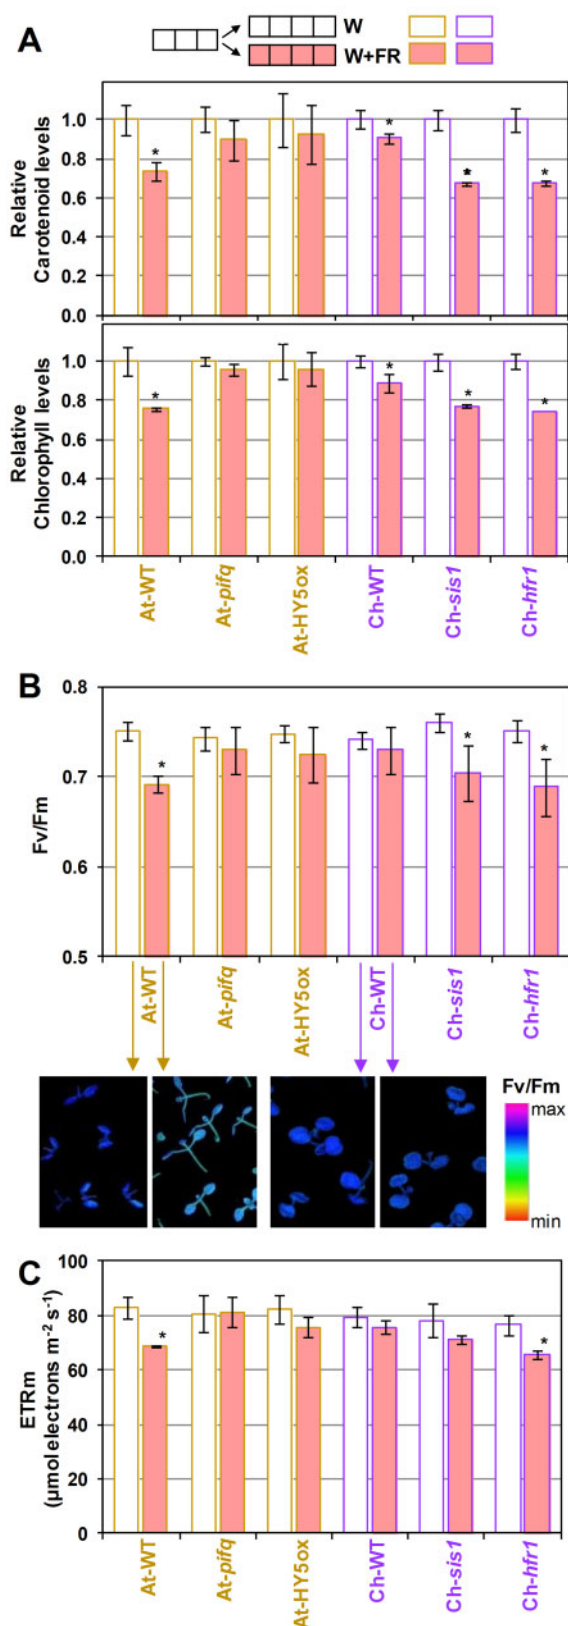 A
W
W+FR
Relative
Carotenoid levels
1.0
0.8
0.6
0.4
0.2
0.0
* * * *
Relative
Chlorophyll levels
1.0
0.8
0.6
0.4
0.2
0.0
* * * *
At-WT
At-pifq
At-HY5ox
Ch-WT
Ch-sis1
Ch-hfr1
B
Fv/Fm
0.8
0.7
0.6
0.5
* * *
At-WT
At-pifq
At-HY5ox
Ch-WT
Ch-sis1
Ch-hfr1
Fv/Fm
max
min
C
ETRm
(µmol electrons m-2 s-1)
100
80
60
40
20
0
* *
At-WT
At-pifq
At-HY5ox
Ch-WT
Ch-sis1
Ch-hfr1